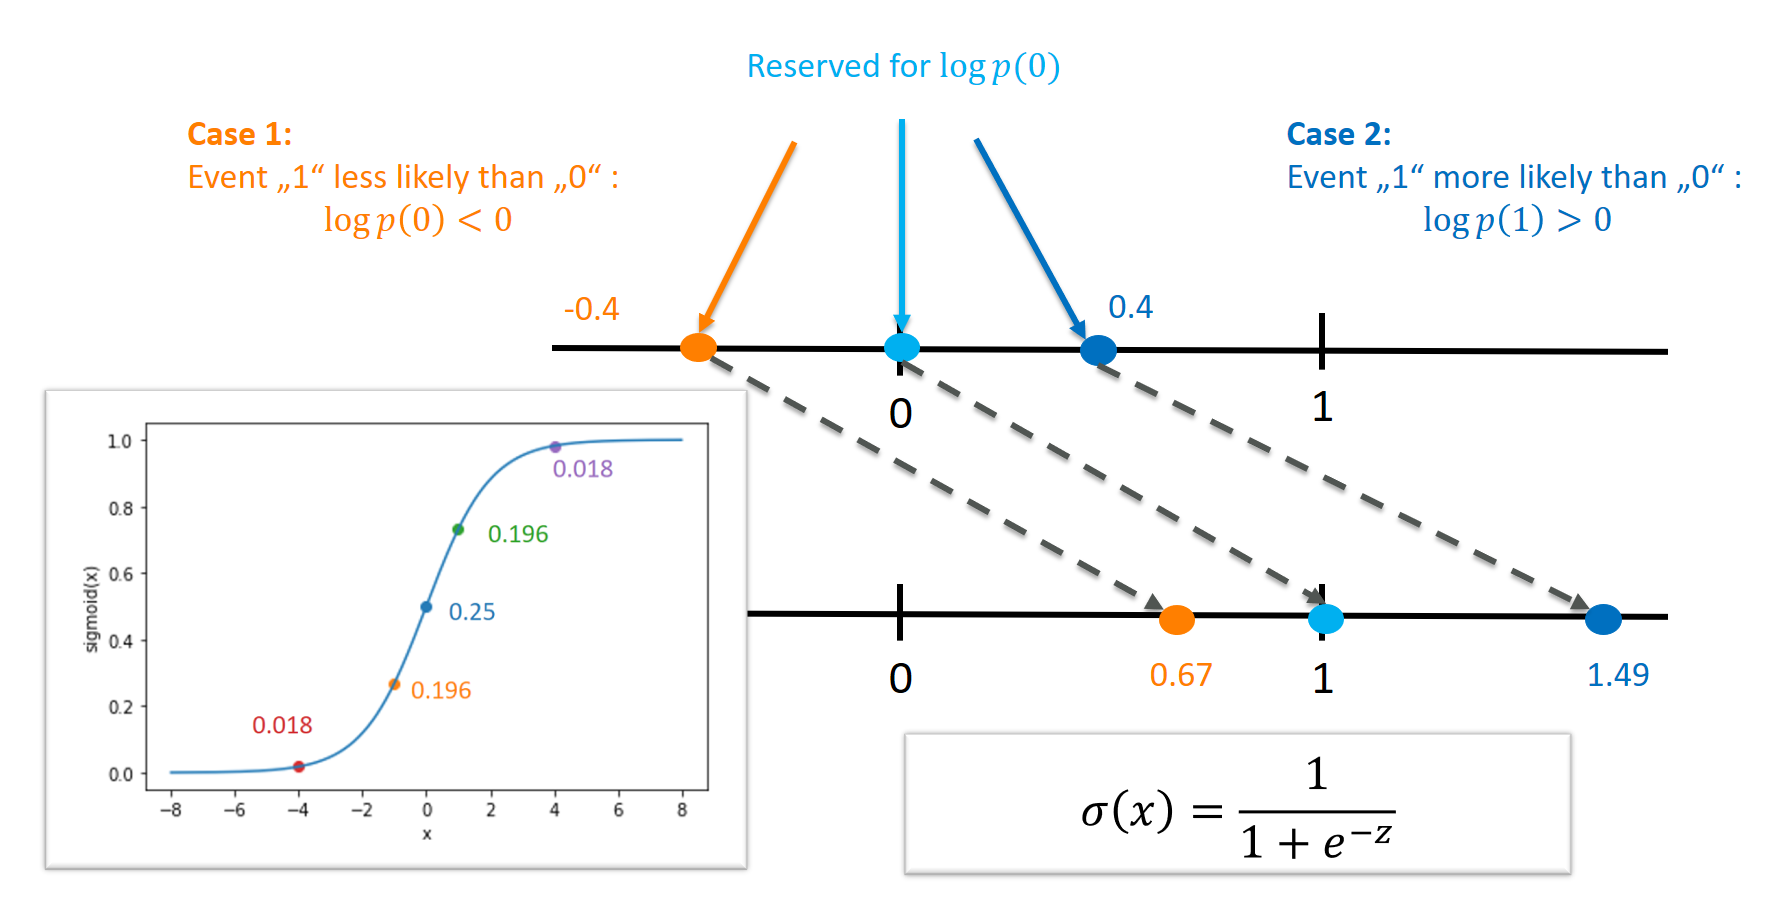 Reserved for log p(0)
Case 1:
Event „1“ less likely than „0“ :
log p(0) < 0
Case 2:
Event „1“ more likely than „0“ :
log p(1) > 0
-0.4
0.4
0
1
1.0
0.8
0.6
0.4
0.2
0.0
sigmoid(x)
0.018
0.196
0.25
0.196
0.018
−8 −6 −4 −2 0 2 4 6 8
x
0
0.67
1
1.49
σ(x) = 1 / (1 + e^{−z})